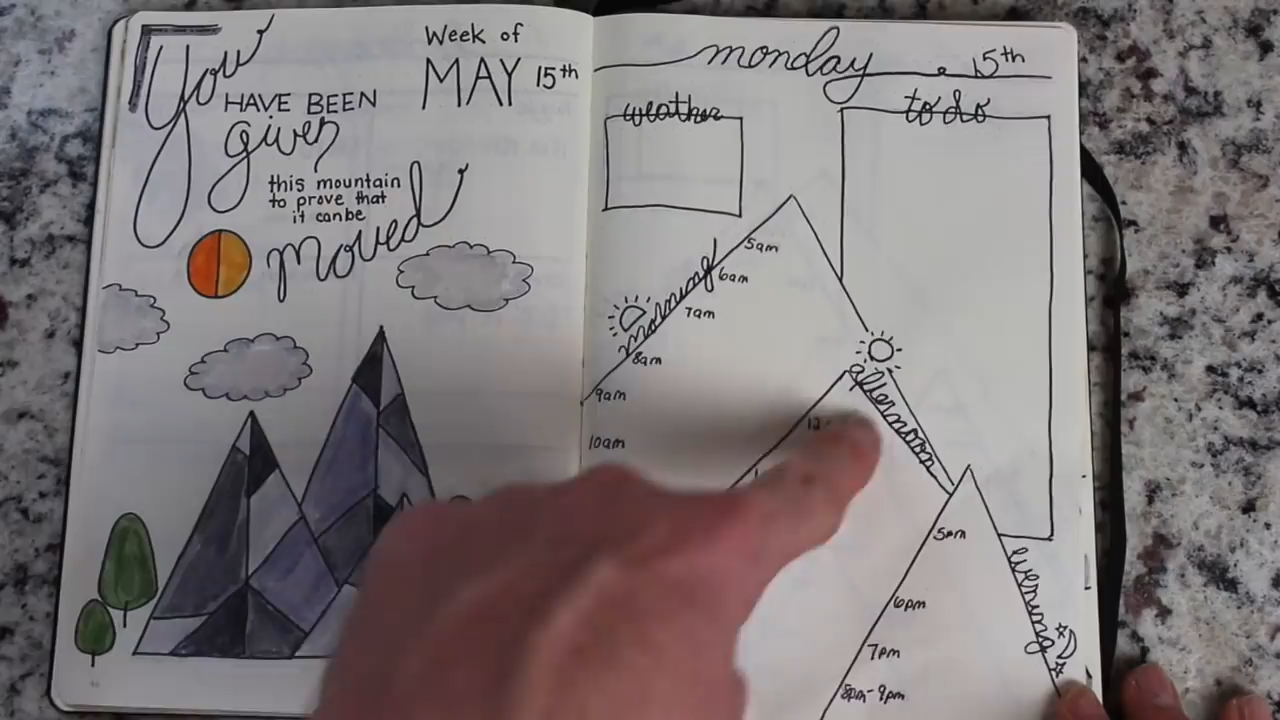 You
HAVE BEEN
given
this mountain
to prove that
it can be
moved
Week of
MAY 15th
monday 15th
weather
to do
morning
5am
6am
7am
8am
9am
10am
afternoon
5pm
6pm
7pm
8pm-9pm
evening